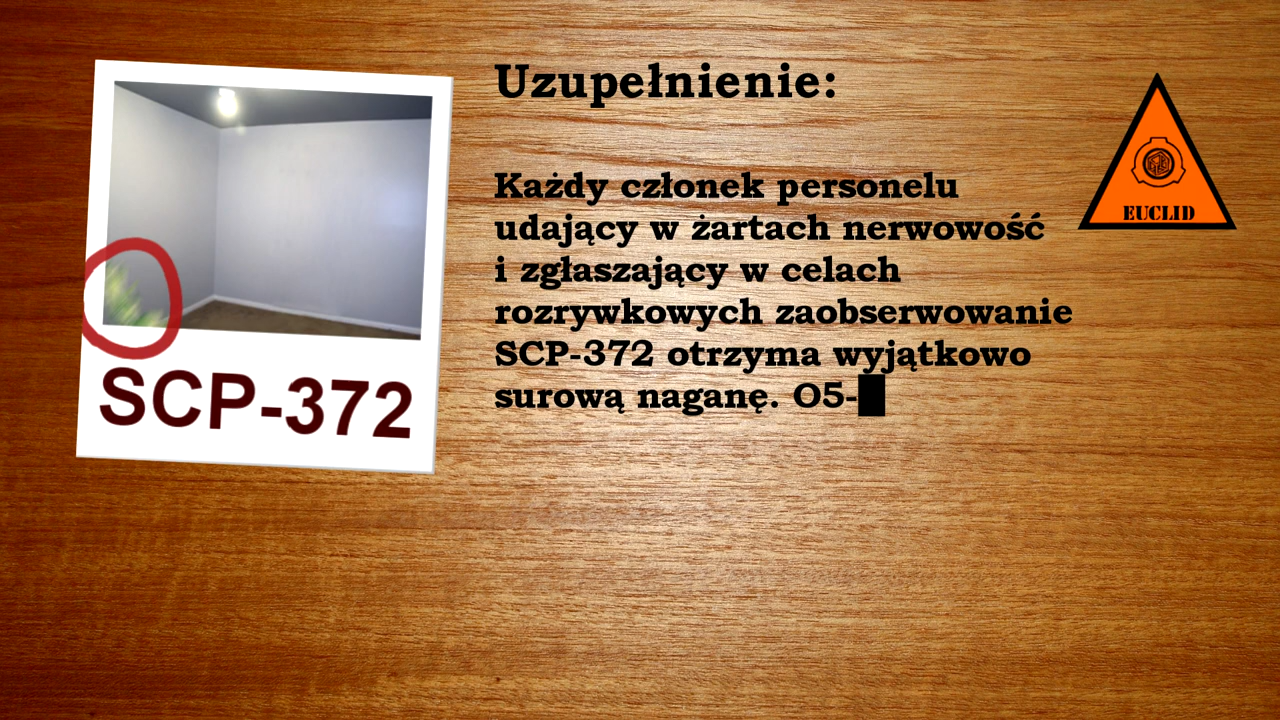 Uzupełnienie:
Każdy członek personelu
udający w żartach nerwowość
i zgłaszający w celach
rozrywkowych zaobserwowanie
SCP-372 otrzyma wyjątkowo
surową naganę. O5-█
SCP-372
EUCLID